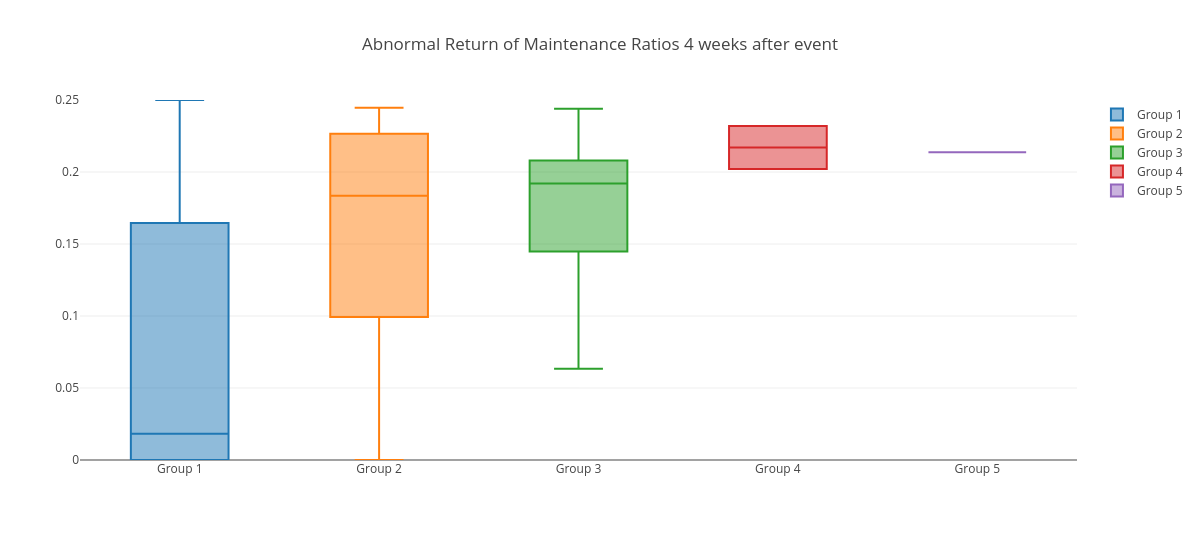 Abnormal Return of Maintenance Ratios 4 weeks after event
0.25
0.2
0.15
0.1
0.05
0
Group 1
Group 2
Group 3
Group 4
Group 5
Group 1
Group 2
Group 3
Group 4
Group 5